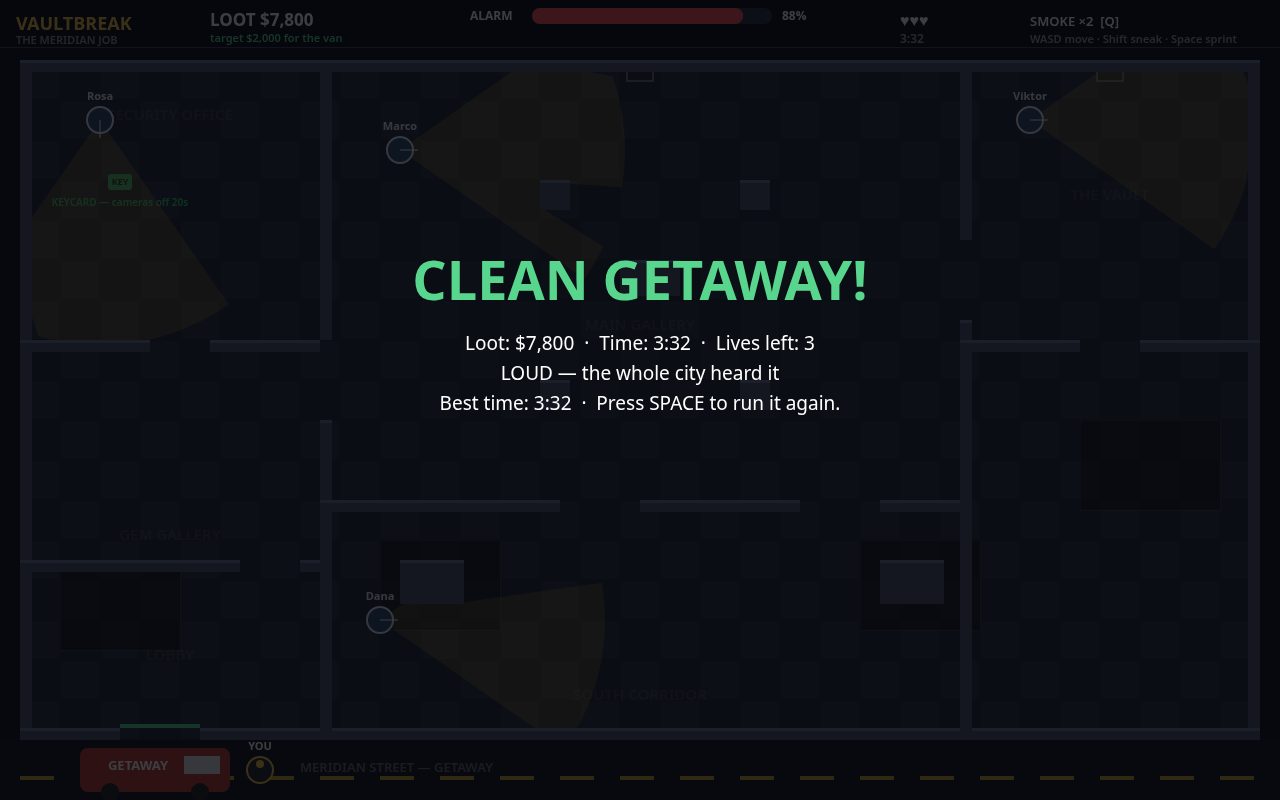 VAULTBREAK
THE MERIDIAN JOB
LOOT $7,800
target $2,000 for the van
ALARM 88%
♥♥♥
3:32
SMOKE ×2 [Q]
WASD move · Shift sneak · Space sprint
Rosa
SECURITY OFFICE
Marco
Viktor
KEY
KEYCARD — cameras off 20s
THE VAULT
CLEAN GETAWAY!
MAIN GALLERY
Loot: $7,800 · Time: 3:32 · Lives left: 3
LOUD — the whole city heard it
Best time: 3:32 · Press SPACE to run it again.
GEM GALLERY
Dana
LOBBY
SOUTH CORRIDOR
YOU
GETAWAY
MERIDIAN STREET — GETAWAY